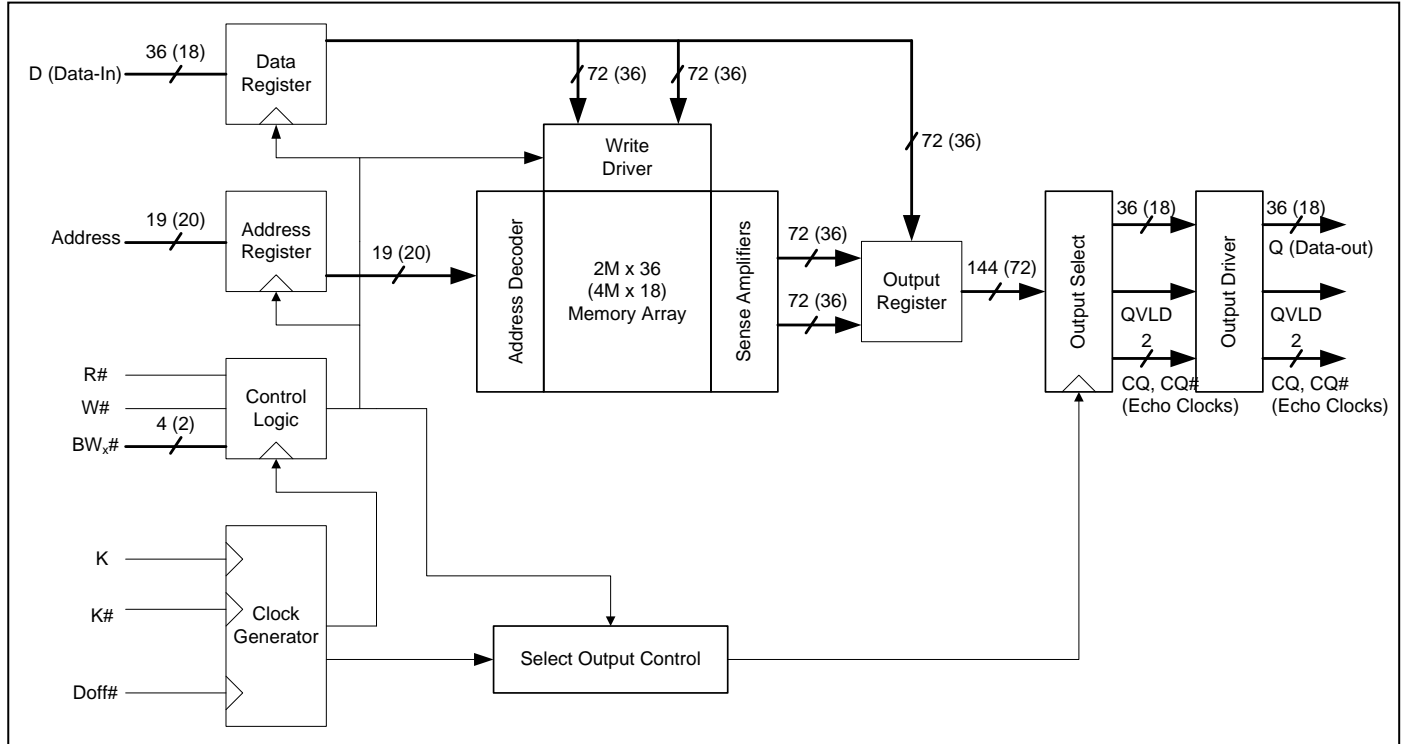 36 (18)
D (Data-In)
Data
Register
72 (36)
72 (36)
72 (36)
Write
Driver
19 (20)
Address
Address
Register
19 (20)
Address Decoder
2M x 36
(4M x 18)
Memory Array
Sense Amplifiers
72 (36)
72 (36)
Output
Register
144 (72)
Output Select
36 (18)
QVLD
2
CQ, CQ#
(Echo Clocks)
Output Driver
36 (18)
Q (Data-out)
QVLD
2
CQ, CQ#
(Echo Clocks)
R#
W#
4 (2)
BWx#
Control
Logic
K
K#
Doff#
Clock
Generator
Select Output Control